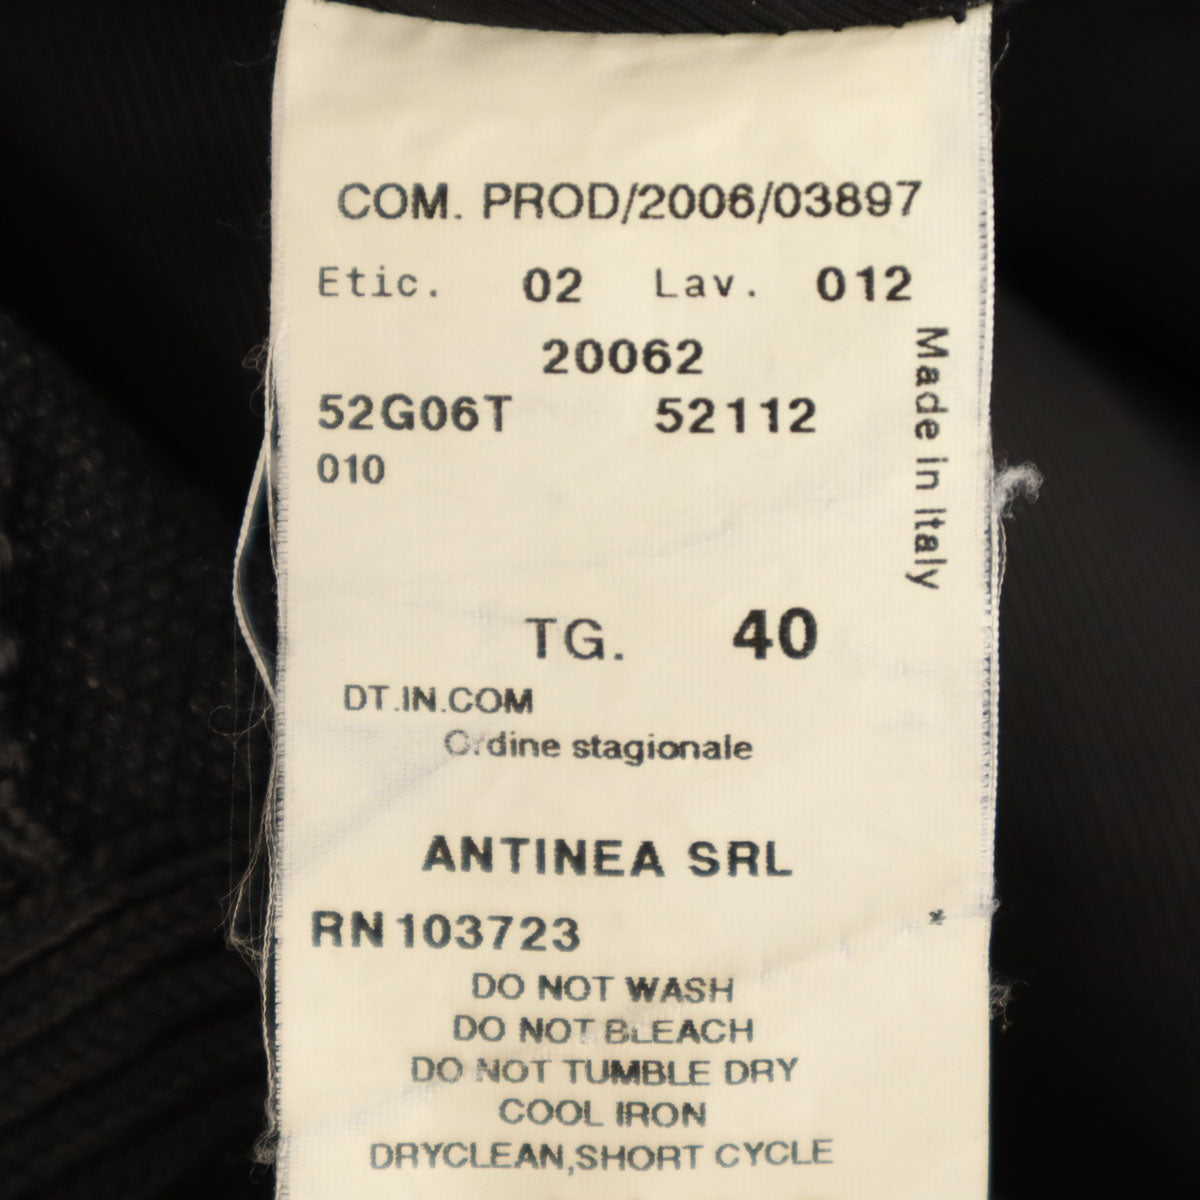 COM. PROD/2006/03897
Etic. 02 Lav. 012
20062
52G06T 52112
010
Made in Italy
TG. 40
DT.IN.COM
Ordine stagionale
ANTINEA SRL
*
RN 103723
DO NOT WASH
DO NOT BLEACH
DO NOT TUMBLE DRY
COOL IRON
DRYCLEAN,SHORT CYCLE